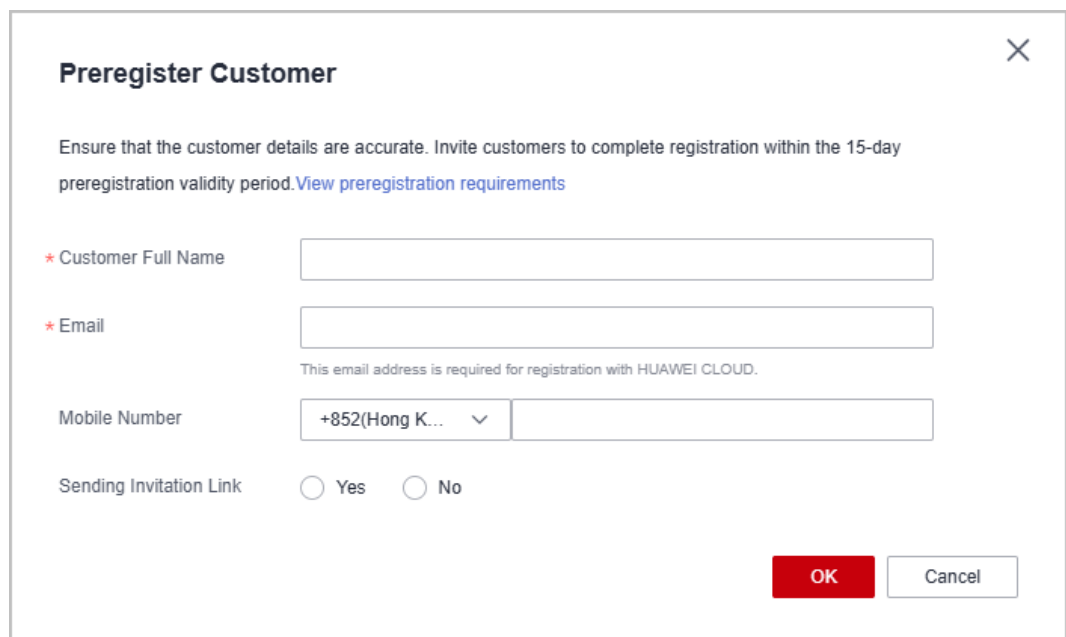 Preregister Customer
Ensure that the customer details are accurate. Invite customers to complete registration within the 15-day
preregistration validity period.View preregistration requirements
* Customer Full Name
* Email
This email address is required for registration with HUAWEI CLOUD.
Mobile Number +852(Hong K...
Sending Invitation Link Yes No
OK Cancel